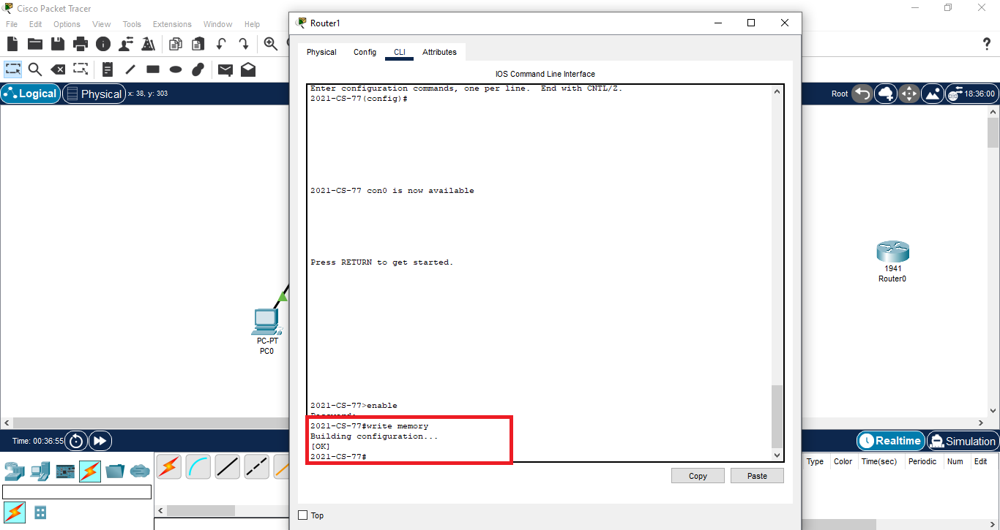 Cisco Packet Tracer
File Edit Options View Tools Extensions Window Help
Logical Physical x: 38, y: 303
Root 18:36:00
Router1
Physical Config CLI Attributes
IOS Command Line Interface
Enter configuration commands, one per line.  End with CNTL/Z.
2021-CS-77(config)#
2021-CS-77 con0 is now available
Press RETURN to get started.
2021-CS-77>enable
Password:
2021-CS-77#write memory
Building configuration...
[OK]
2021-CS-77#
Copy Paste
Top
PC-PT
PC0
1941
Router0
Time: 00:36:55
Realtime Simulation
Type Color Time(sec) Periodic Num Edit